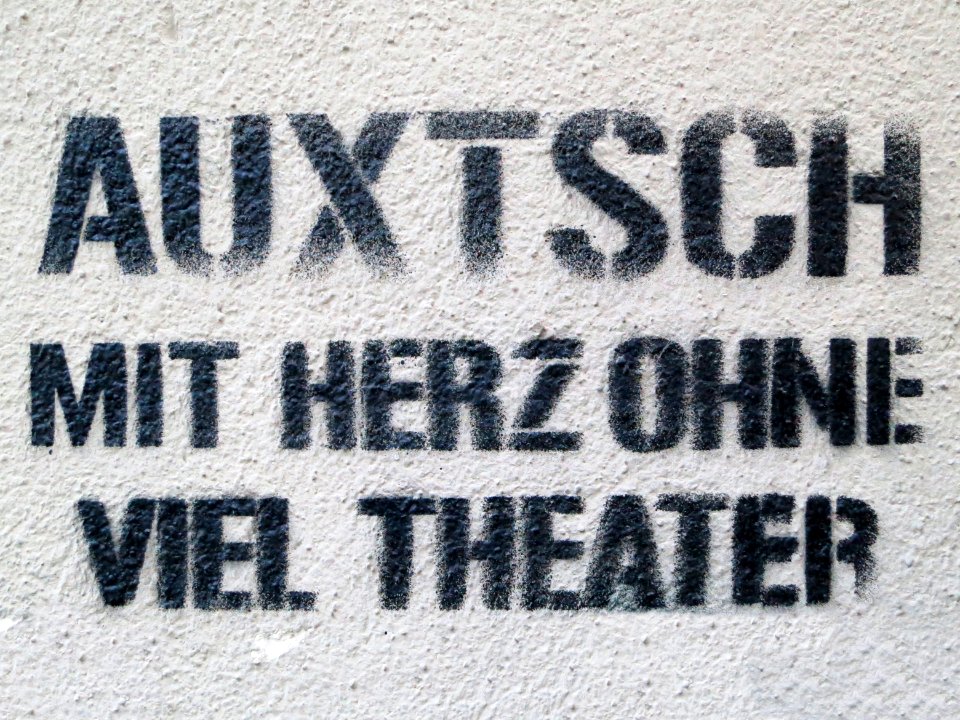 AUXTSCH
MIT HERZ OHNE
VIEL THEATER